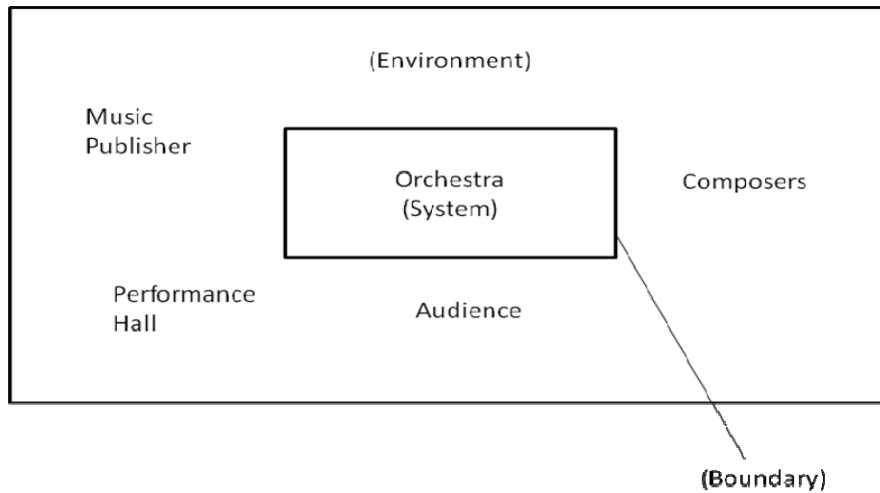 (Environment)
Music
Publisher
Orchestra
(System)
Composers
Performance
Hall
Audience
(Boundary)